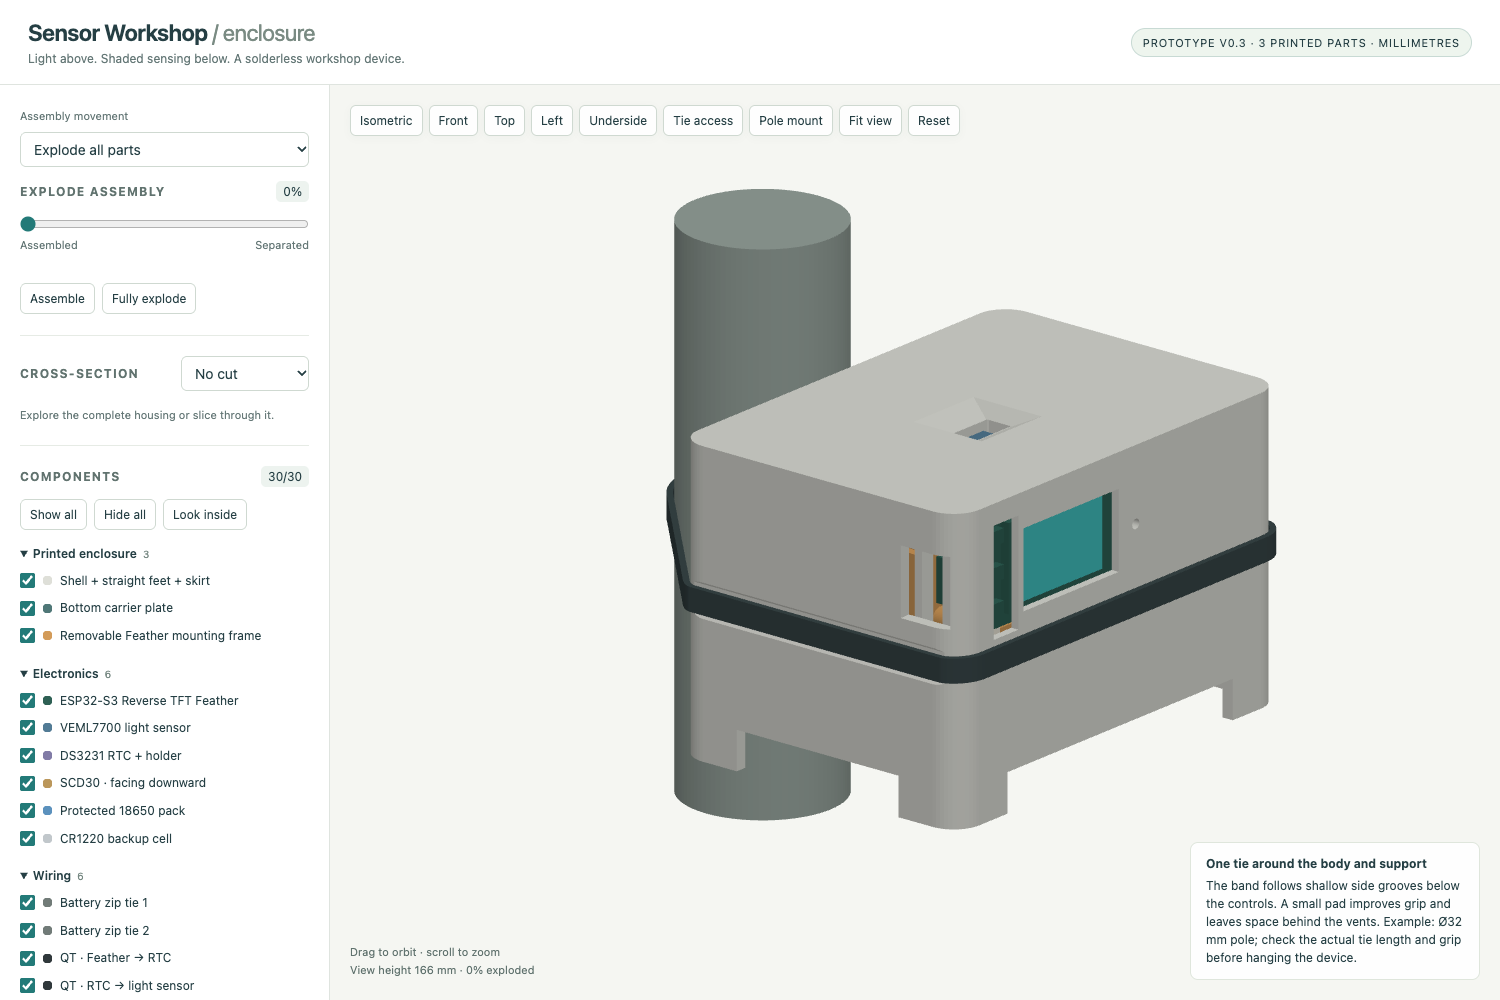 Sensor Workshop / enclosure
Light above. Shaded sensing below. A solderless workshop device.
PROTOTYPE V0.3 · 3 PRINTED PARTS · MILLIMETRES
Assembly movement
Explode all parts
EXPLODE ASSEMBLY 0%
Assembled Separated
Assemble Fully explode
CROSS-SECTION No cut
Explore the complete housing or slice through it.
COMPONENTS 30/30
Show all Hide all Look inside
▼ Printed enclosure 3
Shell + straight feet + skirt
Bottom carrier plate
Removable Feather mounting frame
▼ Electronics 6
ESP32-S3 Reverse TFT Feather
VEML7700 light sensor
DS3231 RTC + holder
SCD30 · facing downward
Protected 18650 pack
CR1220 backup cell
▼ Wiring 6
Battery zip tie 1
Battery zip tie 2
QT · Feather → RTC
QT · RTC → light sensor
Isometric Front Top Left Underside Tie access Pole mount Fit view Reset
Drag to orbit · scroll to zoom
View height 166 mm · 0% exploded
One tie around the body and support
The band follows shallow side grooves below
the controls. A small pad improves grip and
leaves space behind the vents. Example: Ø32
mm pole; check the actual tie length and grip
before hanging the device.